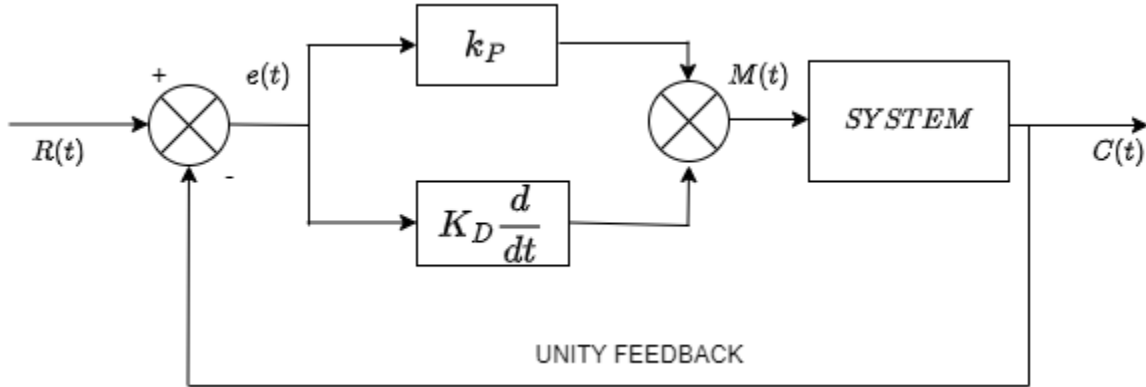 k_P
+
e(t)
M(t)
SYSTEM
R(t)
C(t)
-
K_D d/dt
UNITY FEEDBACK